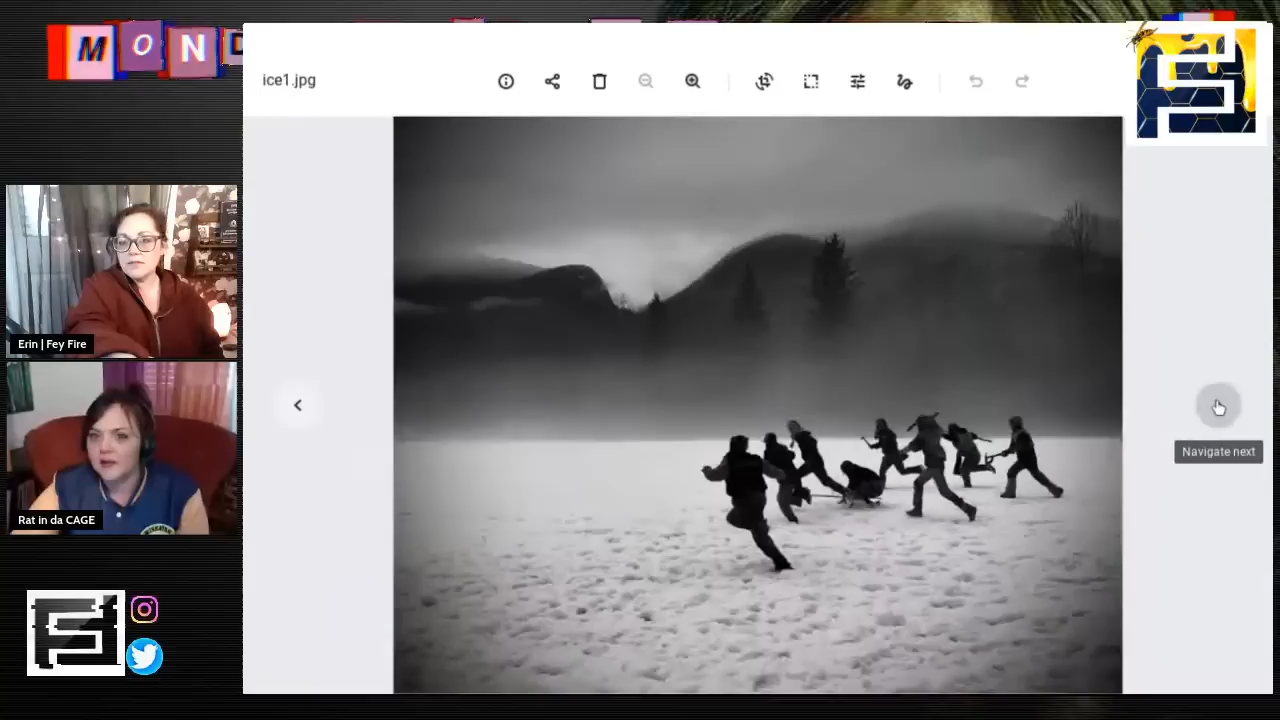 MOND
ice1.jpg
Erin | Fey Fire
Navigate next
Rat in da CAGE